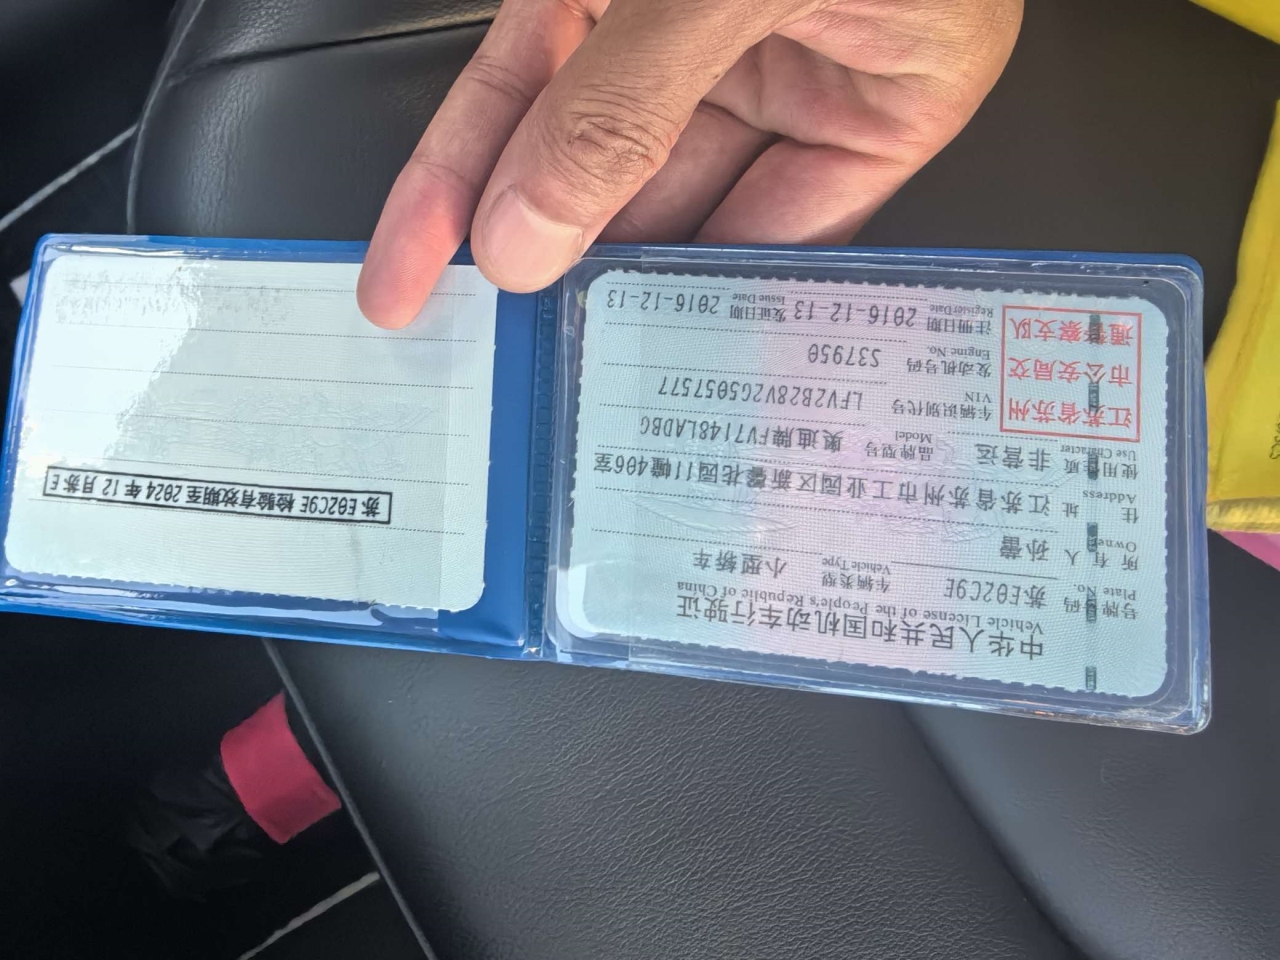 中华人民共和国机动车行驶证
Vehicle License of the People's Republic of China
号牌号码 苏E02C9E 车辆类型 小型轿车
Plate No. Vehicle Type
所有人 孙蕾
Owner
住址 江苏省苏州市工业园区新馨花园11幢406室
Address
使用性质 非营运 品牌型号 奥迪牌FV7148LADBG
Use Character Model
江苏省苏州
市公安局交
通警察支队
车辆识别代号 LFV2B28V2G5057577
VIN
发动机号码 S37950
Engine No.
注册日期 2016-12-13 发证日期 2016-12-13
Register Date Issue Date
苏E02C9E 检验有效期至2024年12月苏E